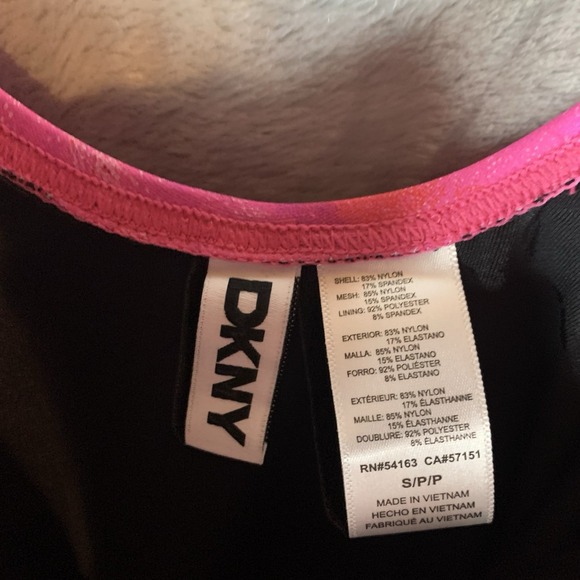 DKNY
SHELL: 83% NYLON
17% SPANDEX
MESH: 85% NYLON
15% SPANDEX
LINING: 92% POLYESTER
8% SPANDEX
EXTERIOR: 83% NYLON
17% ELASTANO
MALLA: 85% NYLON
15% ELASTANO
FORRO: 92% POLIÉSTER
8% ELASTANO
EXTÉRIEUR: 83% NYLON
17% ÉLASTHANNE
MAILLE: 85% NYLON
15% ÉLASTHANNE
DOUBLURE: 92% POLYESTER
8% ÉLASTHANNE
RN#54163 CA#57151
S/P/P
MADE IN VIETNAM
HECHO EN VIETNAM
FABRIQUÉ AU VIETNAM